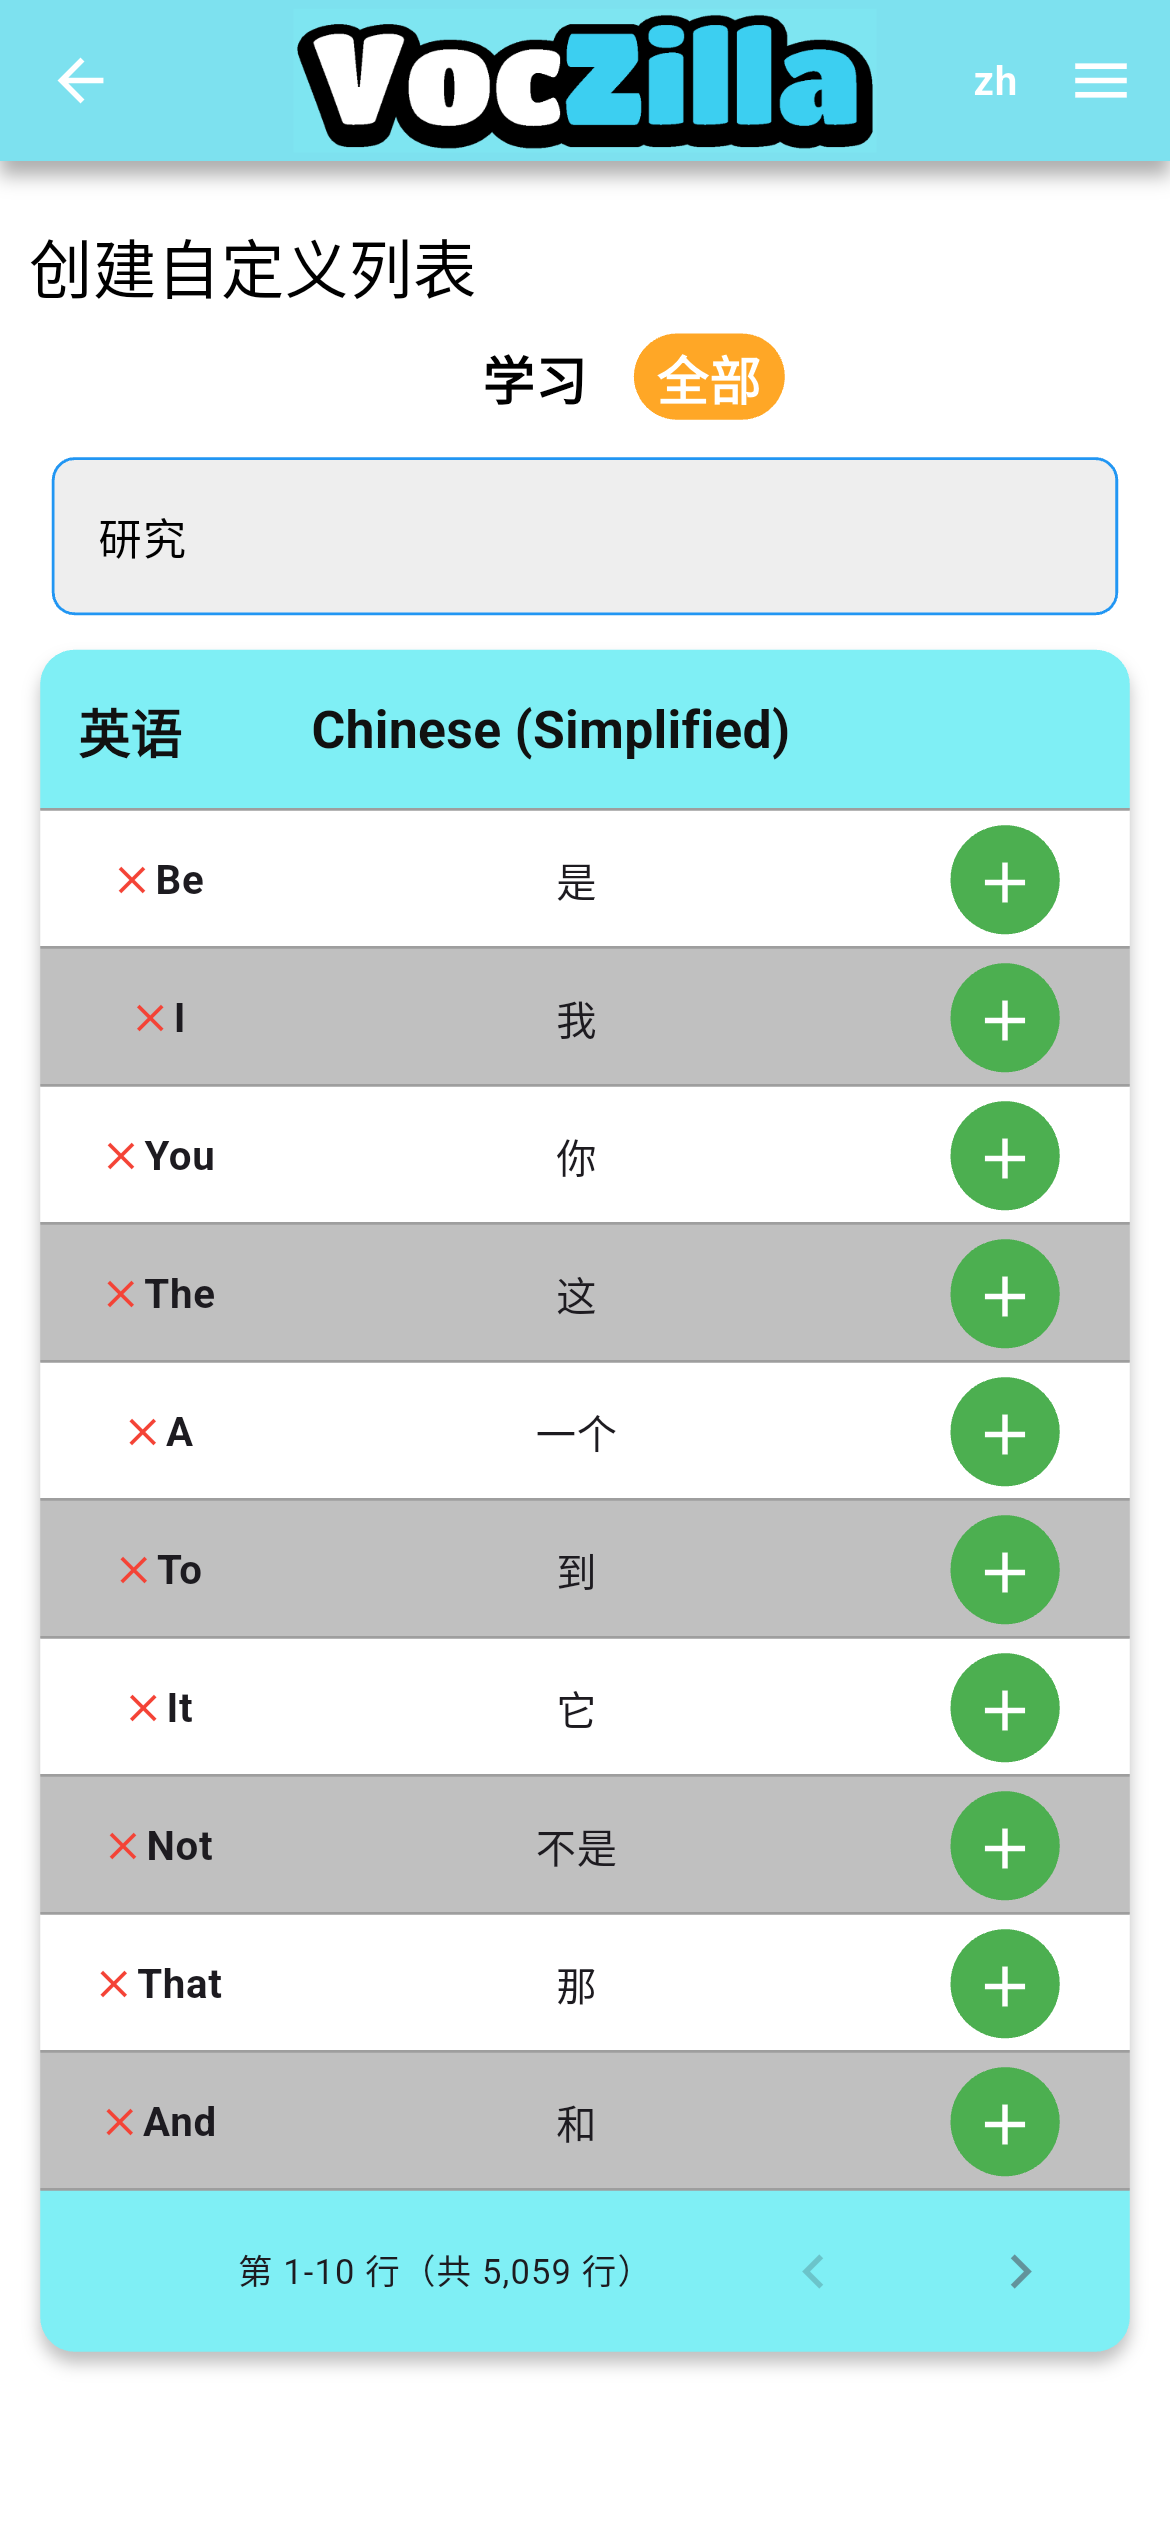 VocZilla
zh
创建自定义列表
学习 全部
研究
英语 Chinese (Simplified)
Be 是
I 我
You 你
The 这
A 一个
To 到
It 它
Not 不是
That 那
And 和
第 1-10 行（共 5,059 行）